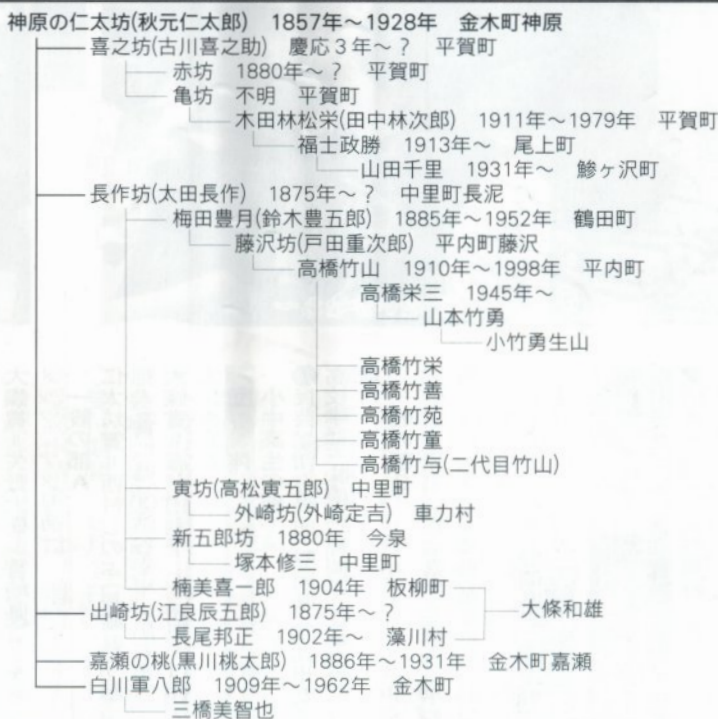 神原の仁太坊(秋元仁太郎)　1857年～1928年　金木町神原
喜之坊(古川喜之助)　慶応3年～？　平賀町
赤坊　1880年～？　平賀町
亀坊　不明　平賀町
木田林松栄(田中林次郎)　1911年～1979年　平賀町
福士政勝　1913年～　尾上町
山田千里　1931年～　鰺ヶ沢町
長作坊(太田長作)　1875年～？　中里町長泥
梅田豊月(鈴木豊五郎)　1885年～1952年　鶴田町
藤沢坊(戸田重次郎)　平内町藤沢
高橋竹山　1910年～1998年　平内町
高橋栄三　1945年～
山本竹勇
小竹勇生山
高橋竹栄
高橋竹善
高橋竹苑
高橋竹童
高橋竹与(二代目竹山)
寅坊(高松寅五郎)　中里町
外崎坊(外崎定吉)　車力村
新五郎坊　1880年　今泉
塚本修三　中里町
楠美喜一郎　1904年　板柳町
大條和雄
出崎坊(江良辰五郎)　1875年～？
長尾邦正　1902年～　藻川村
嘉瀬の桃(黒川桃太郎)　1886年～1931年　金木町嘉瀬
白川軍八郎　1909年～1962年　金木町
三橋美智也